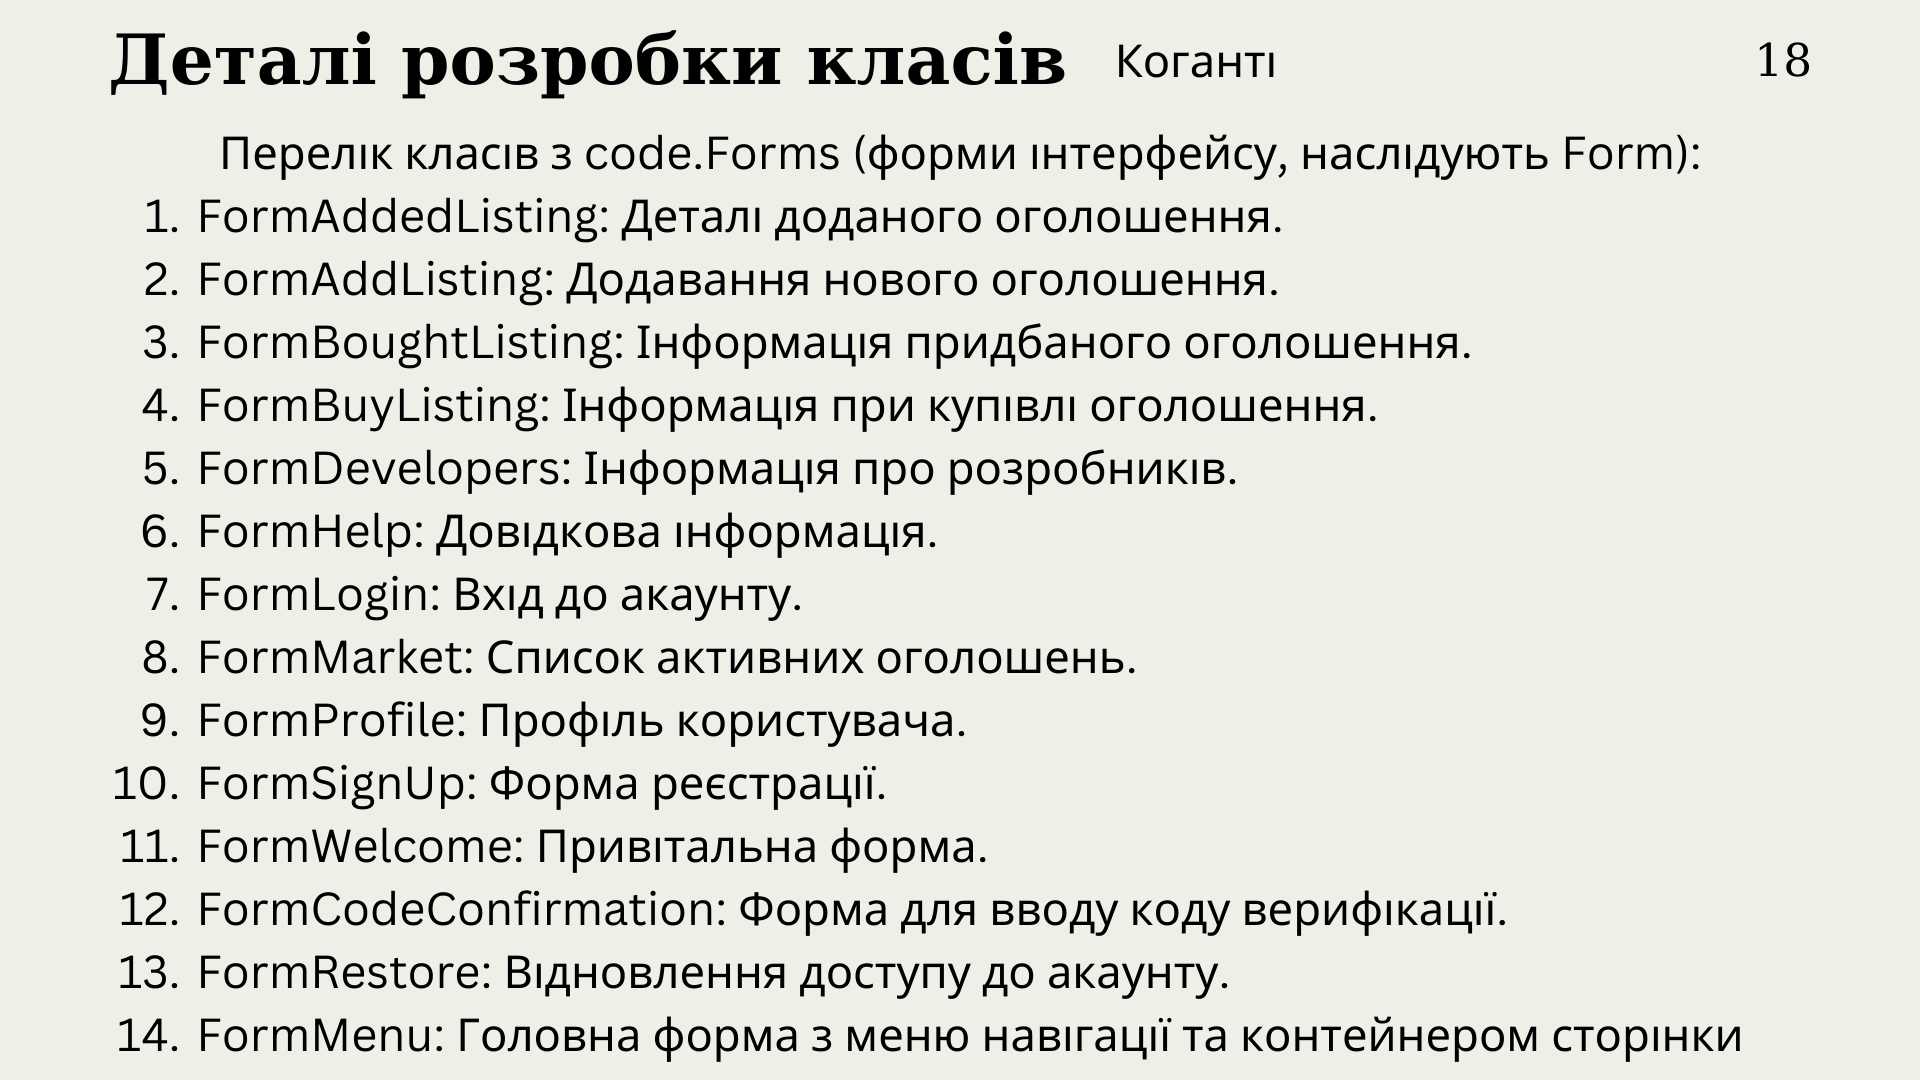 Деталі розробки класів Коганті 18
Перелік класів з code.Forms (форми інтерфейсу, наслідують Form):
1. FormAddedListing: Деталі доданого оголошення.
2. FormAddListing: Додавання нового оголошення.
3. FormBoughtListing: Інформація придбаного оголошення.
4. FormBuyListing: Інформація при купівлі оголошення.
5. FormDevelopers: Інформація про розробників.
6. FormHelp: Довідкова інформація.
7. FormLogin: Вхід до акаунту.
8. FormMarket: Список активних оголошень.
9. FormProfile: Профіль користувача.
10. FormSignUp: Форма реєстрації.
11. FormWelcome: Привітальна форма.
12. FormCodeConfirmation: Форма для вводу коду верифікації.
13. FormRestore: Відновлення доступу до акаунту.
14. FormMenu: Головна форма з меню навігації та контейнером сторінки